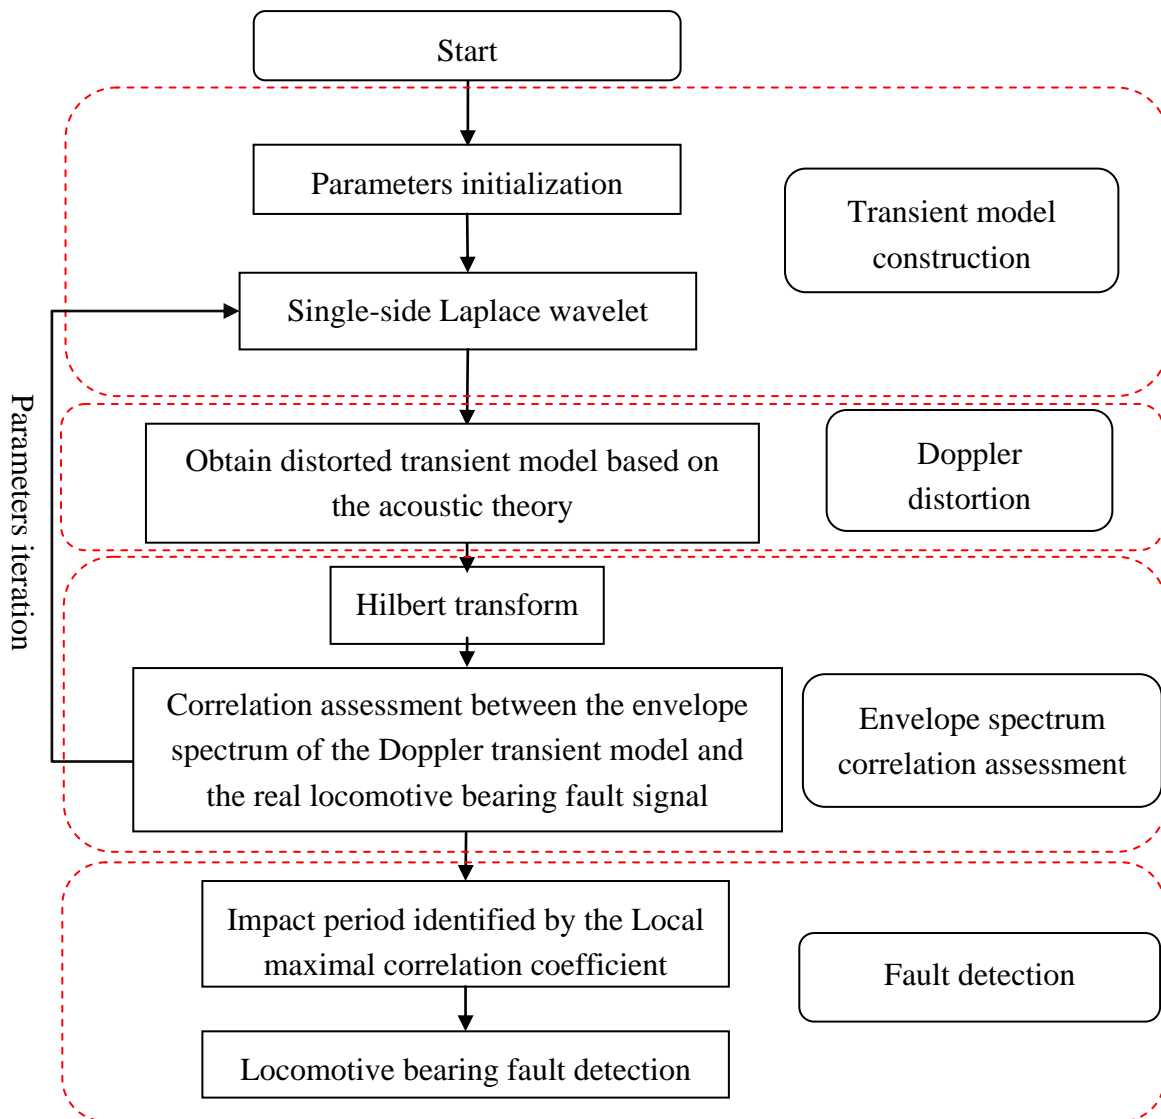 Start
Parameters initialization
Transient model
construction
Single-side Laplace wavelet
Parameters iteration
Obtain distorted transient model based on
the acoustic theory
Doppler
distortion
Hilbert transform
Correlation assessment between the envelope
spectrum of the Doppler transient model and
the real locomotive bearing fault signal
Envelope spectrum
correlation assessment
Impact period identified by the Local
maximal correlation coefficient
Fault detection
Locomotive bearing fault detection